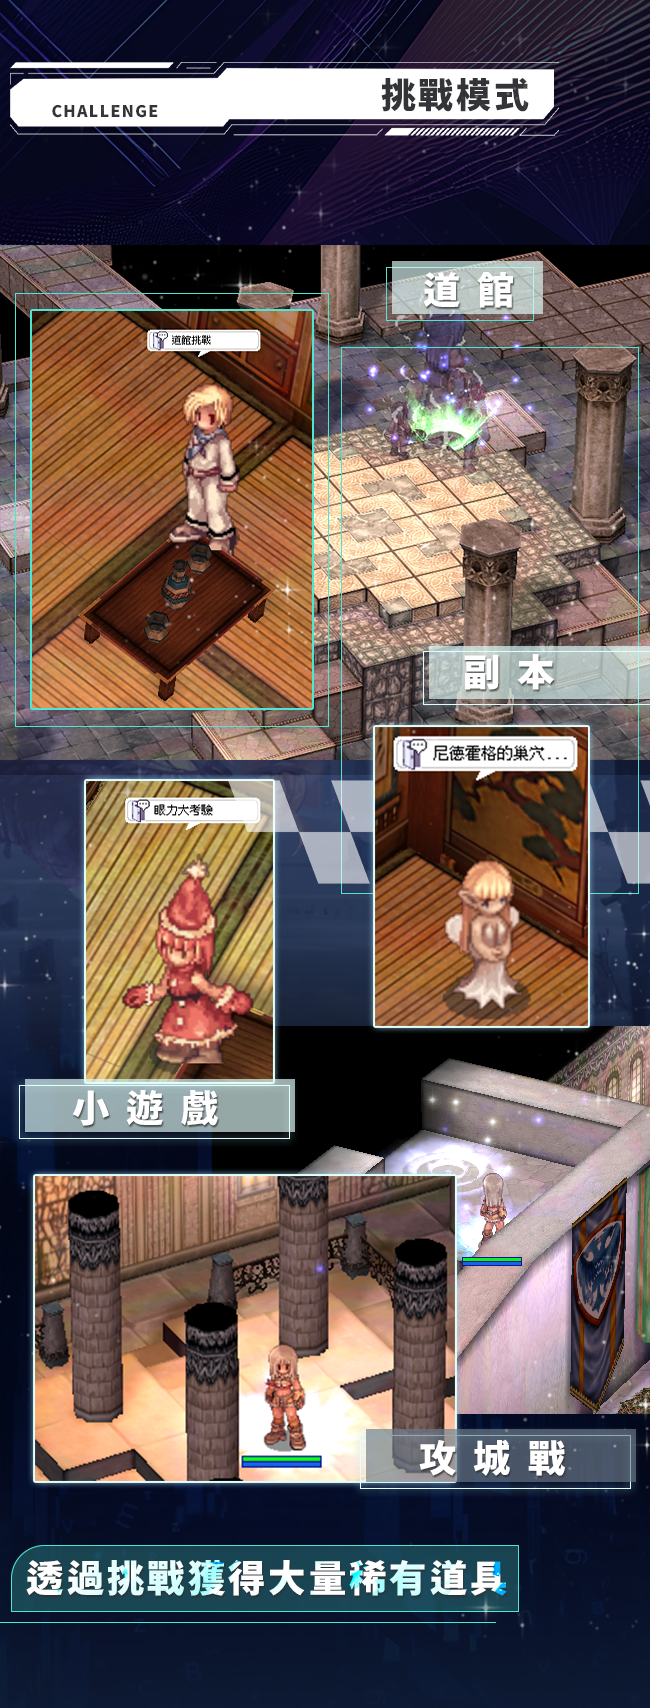 挑戰模式
CHALLENGE
道館
道館挑戰
副本
尼德霍格的巢穴...
眼力大考驗
小遊戲
攻城戰
透過挑戰獲得大量稀有道具